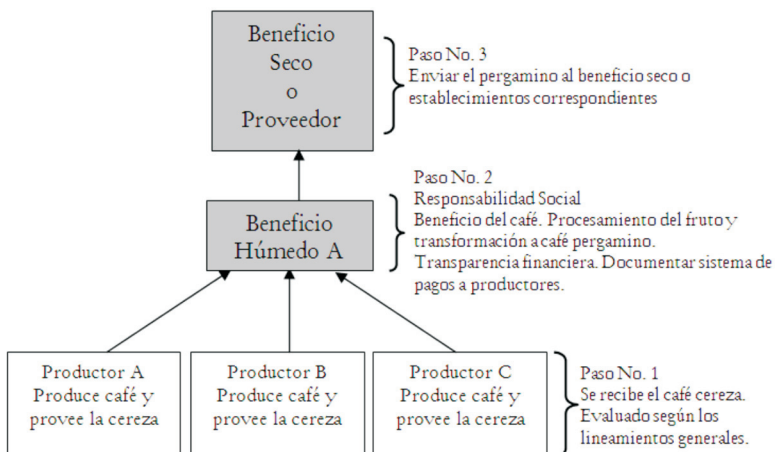 Beneficio
Seco
o
Proveedor
Paso No. 3
Enviar el pergamino al beneficio seco o
establecimientos correspondientes
Beneficio
Húmedo A
Paso No. 2
Responsabilidad Social
Beneficio del café. Procesamiento del fruto y
transformación a café pergamino.
Transparencia financiera. Documentar sistema de
pagos a productores.
Productor A
Produce café y
provee la cereza
Productor B
Produce café y
provee la cereza
Productor C
Produce café y
provee la cereza
Paso No. 1
Se recibe el café cereza.
Evaluado según los
lineamientos generales.